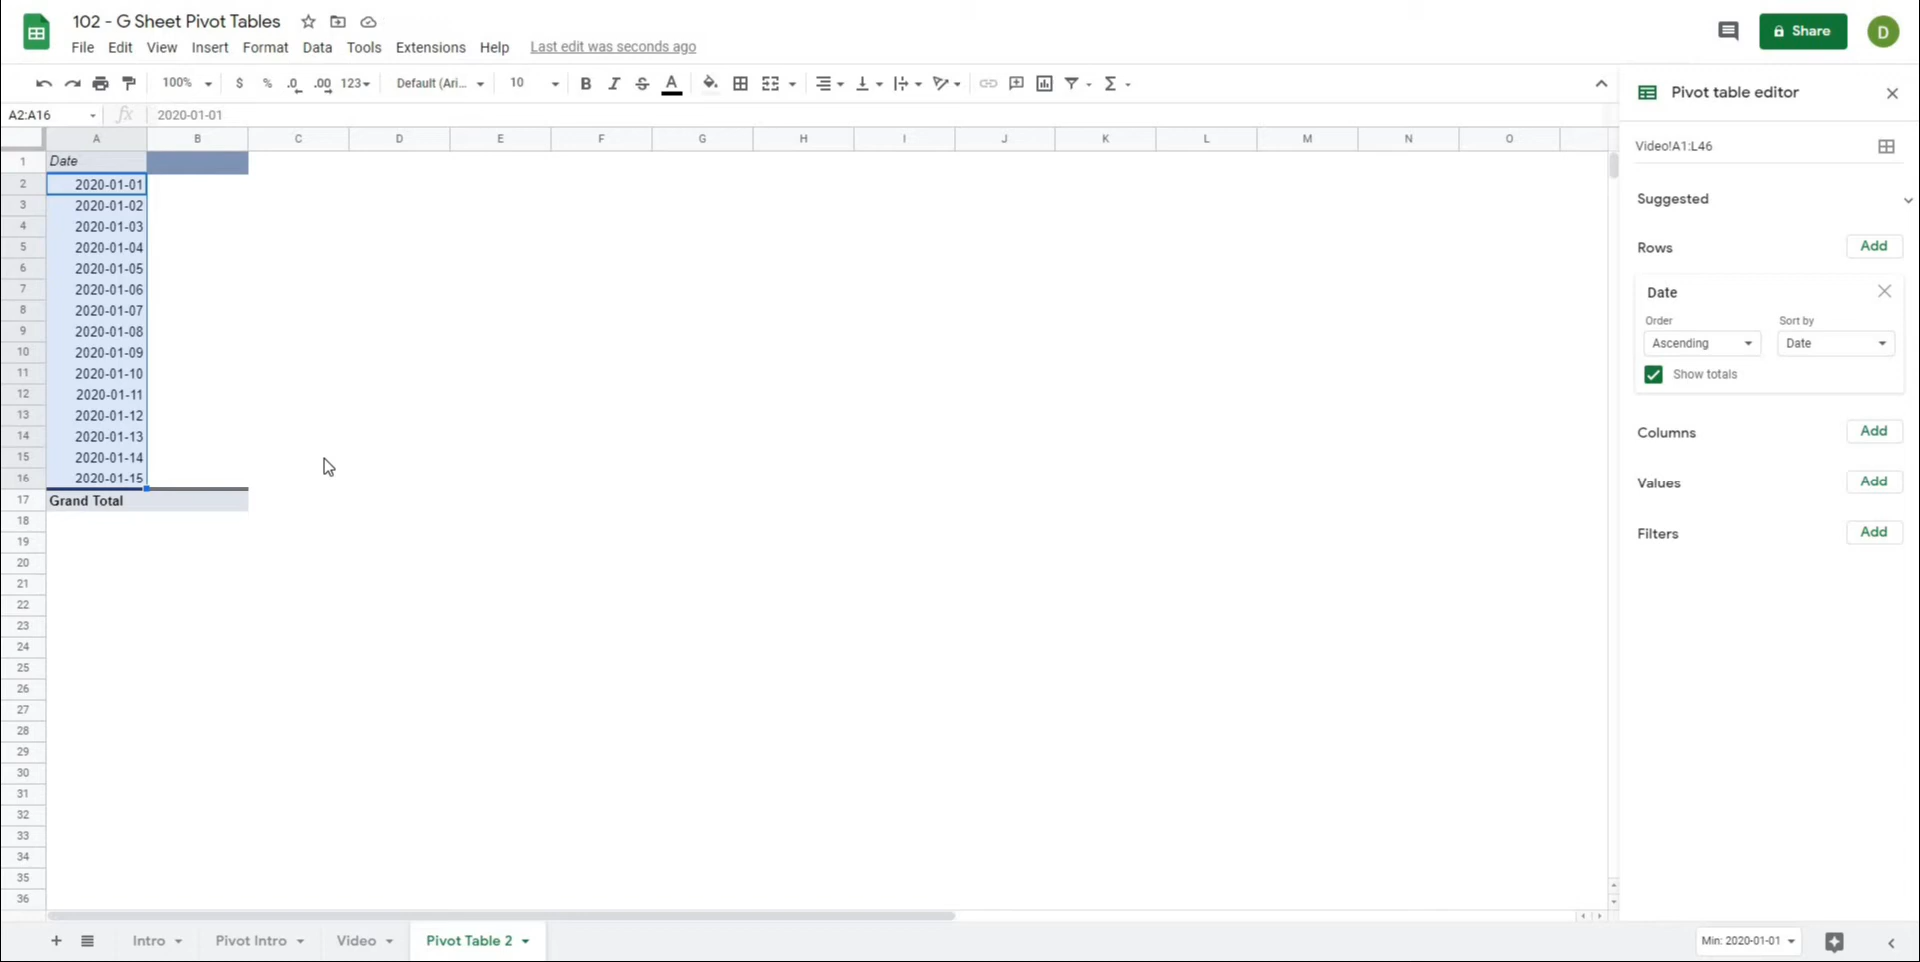 102 - G Sheet Pivot Tables
File Edit View Insert Format Data Tools Extensions Help Last edit was seconds ago
Share
D
100% $ % .0 .00 123 Default (Ari... 10 B I S A Σ
Pivot table editor
A2:A16 fx 2020-01-01
A B C D E F G H I J K L M N O
Video!A1:L46
1 Date
2 2020-01-01
3 2020-01-02
4 2020-01-03
5 2020-01-04
6 2020-01-05
7 2020-01-06
8 2020-01-07
9 2020-01-08
10 2020-01-09
11 2020-01-10
12 2020-01-11
13 2020-01-12
14 2020-01-13
15 2020-01-14
16 2020-01-15
17 Grand Total
18
19
20
21
22
23
24
25
26
27
28
29
30
31
32
33
34
35
36
Suggested
Rows Add
Date
Order Sort by
Ascending Date
Show totals
Columns Add
Values Add
Filters Add
Intro Pivot Intro Video Pivot Table 2
Min: 2020-01-01